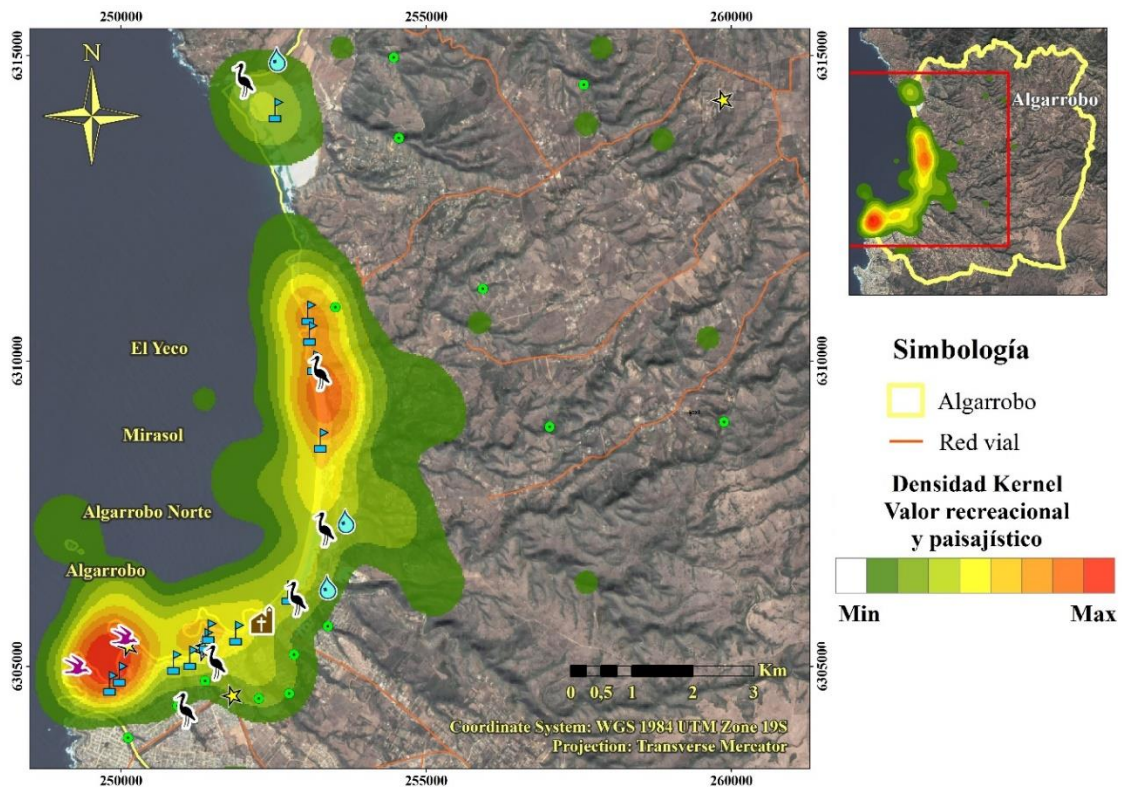 250000
255000
260000
6315000
6315000
N
Algarrobo
6310000
6310000
El Yeco
Mirasol
Algarrobo Norte
Algarrobo
6305000
6305000
Km
0 0,5 1 2 3
Coordinate System: WGS 1984 UTM Zone 19S
Projection: Transverse Mercator
250000
255000
260000
Simbología
Algarrobo
Red vial
Densidad Kernel
Valor recreacional
y paisajístico
Min
Max